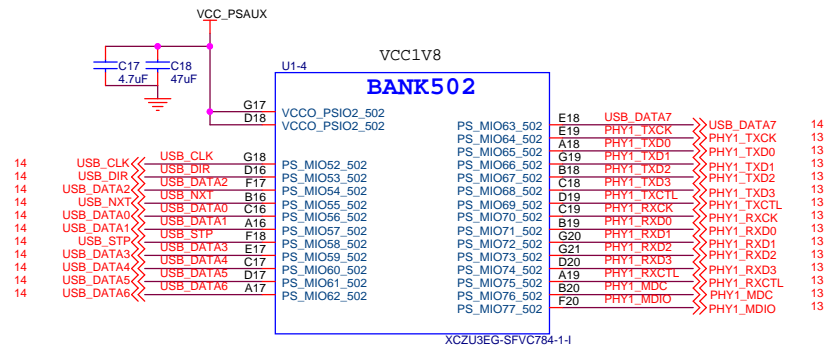 VCC_PSAUX
VCC1V8
C17
4.7uF
C18
47uF
U1-4
BANK502
G17 VCCO_PSIO2_502
D18 VCCO_PSIO2_502
14 USB_CLK USB_CLK G18 PS_MIO52_502
14 USB_DIR USB_DIR D16 PS_MIO53_502
14 USB_DATA2 USB_DATA2 F17 PS_MIO54_502
14 USB_NXT USB_NXT B16 PS_MIO55_502
14 USB_DATA0 USB_DATA0 C16 PS_MIO56_502
14 USB_DATA1 USB_DATA1 A16 PS_MIO57_502
14 USB_STP USB_STP F18 PS_MIO58_502
14 USB_DATA3 USB_DATA3 E17 PS_MIO59_502
14 USB_DATA4 USB_DATA4 C17 PS_MIO60_502
14 USB_DATA5 USB_DATA5 D17 PS_MIO61_502
14 USB_DATA6 USB_DATA6 A17 PS_MIO62_502
PS_MIO63_502 E18 USB_DATA7 USB_DATA7 14
PS_MIO64_502 E19 PHY1_TXCK PHY1_TXCK 13
PS_MIO65_502 A18 PHY1_TXD0 PHY1_TXD0 13
PS_MIO66_502 G19 PHY1_TXD1 PHY1_TXD1 13
PS_MIO67_502 B18 PHY1_TXD2 PHY1_TXD2 13
PS_MIO68_502 C18 PHY1_TXD3 PHY1_TXD3 13
PS_MIO69_502 D19 PHY1_TXCTL PHY1_TXCTL 13
PS_MIO70_502 C19 PHY1_RXCK PHY1_RXCK 13
PS_MIO71_502 B19 PHY1_RXD0 PHY1_RXD0 13
PS_MIO72_502 G20 PHY1_RXD1 PHY1_RXD1 13
PS_MIO73_502 G21 PHY1_RXD2 PHY1_RXD2 13
PS_MIO74_502 D20 PHY1_RXD3 PHY1_RXD3 13
PS_MIO75_502 A19 PHY1_RXCTL PHY1_RXCTL 13
PS_MIO76_502 B20 PHY1_MDC PHY1_MDC 13
PS_MIO77_502 F20 PHY1_MDIO PHY1_MDIO 13
XCZU3EG-SFVC784-1-I